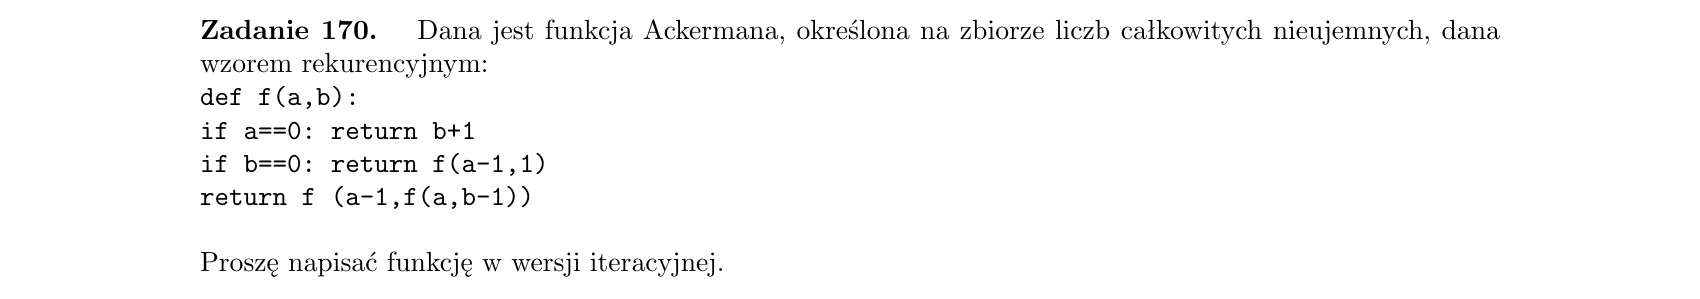 Zadanie 170. Dana jest funkcja Ackermana, określona na zbiorze liczb całkowitych nieujemnych, dana
wzorem rekurencyjnym:
def f(a,b):
if a==0: return b+1
if b==0: return f(a-1,1)
return f (a-1,f(a,b-1))
Proszę napisać funkcję w wersji iteracyjnej.